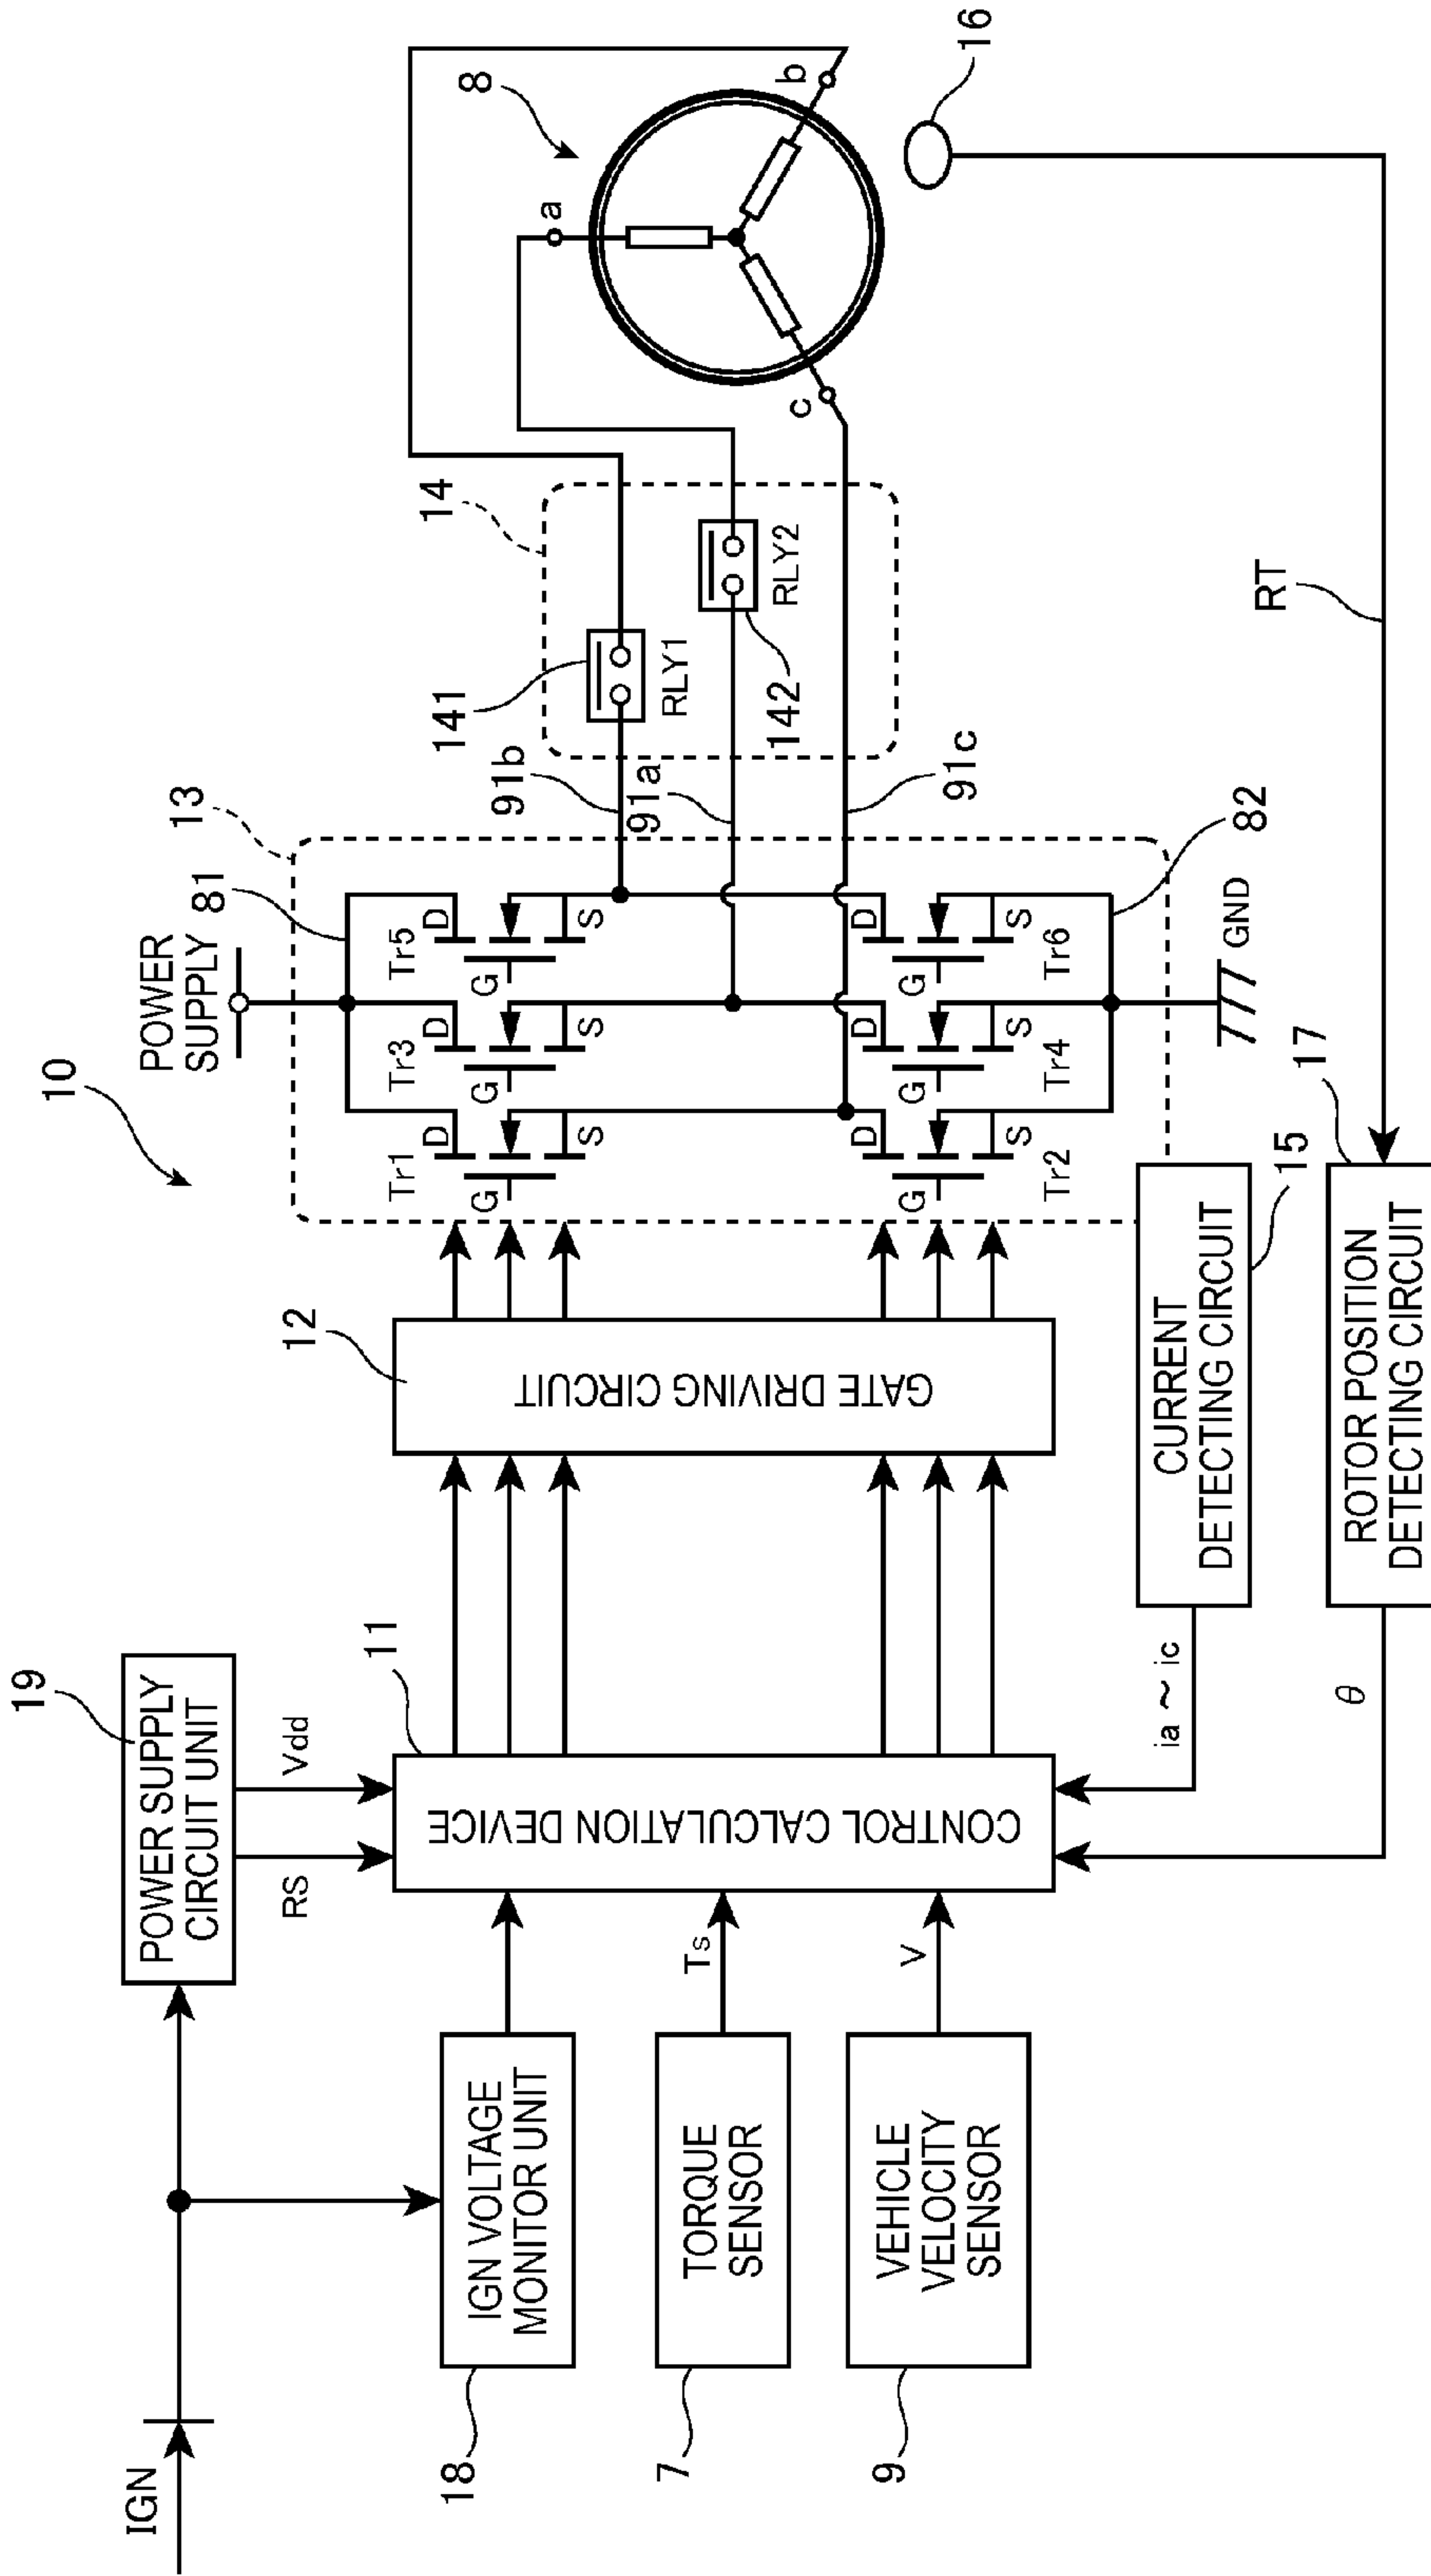 10
POWER
SUPPLY
81
13
IGN
19
POWER SUPPLY
CIRCUIT UNIT
RS
Vdd
11
CONTROL CALCULATION DEVICE
12
GATE DRIVING CIRCUIT
18
IGN VOLTAGE
MONITOR UNIT
7
TORQUE
SENSOR
Ts
9
VEHICLE
VELOCITY
SENSOR
V
Tr1
D
G
S
Tr3
D
G
S
Tr5
D
G
S
Tr2
D
G
S
Tr4
D
G
S
Tr6
D
G
S
82
GND
91b
91a
91c
14
141
RLY1
142
RLY2
8
a
b
c
16
RT
CURRENT
DETECTING CIRCUIT
15
ia ~ ic
ROTOR POSITION
DETECTING CIRCUIT
17
θ